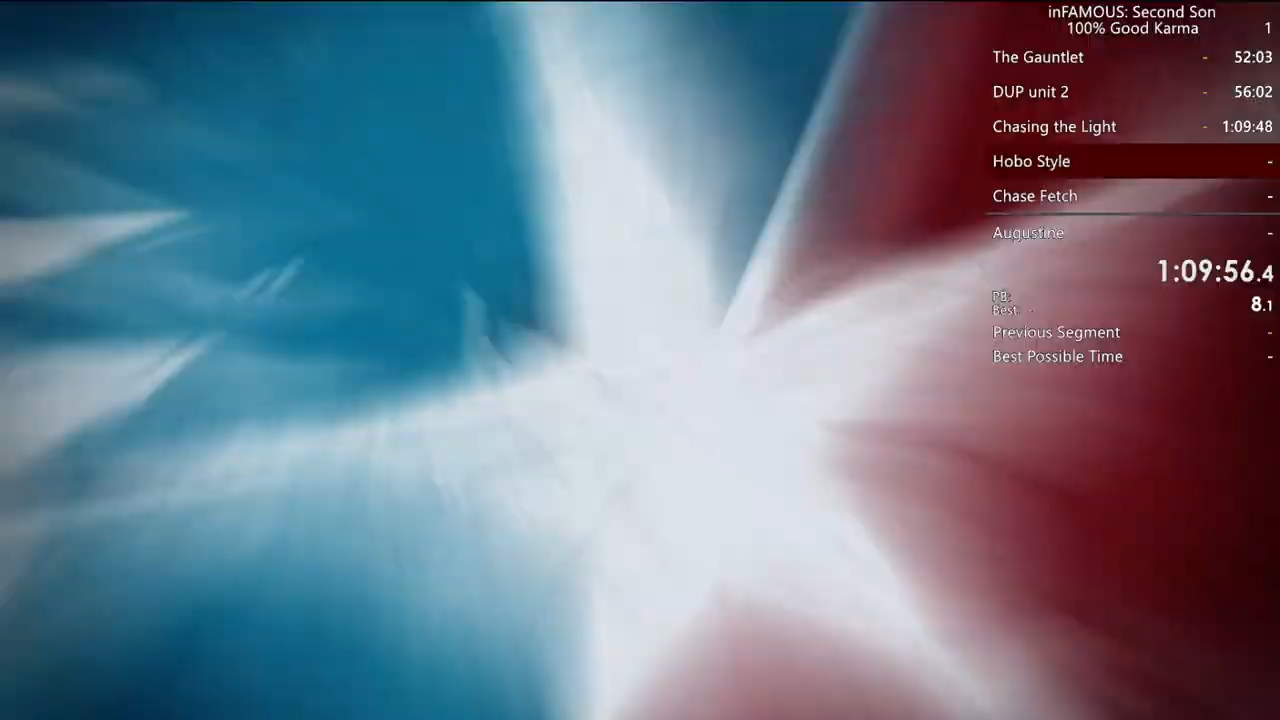 inFAMOUS: Second Son
100% Good Karma 1
The Gauntlet - 52:03
DUP unit 2 - 56:02
Chasing the Light - 1:09:48
Hobo Style -
Chase Fetch -
Augustine -
1:09:56.4
PB:
Best: - 8.1
Previous Segment -
Best Possible Time -